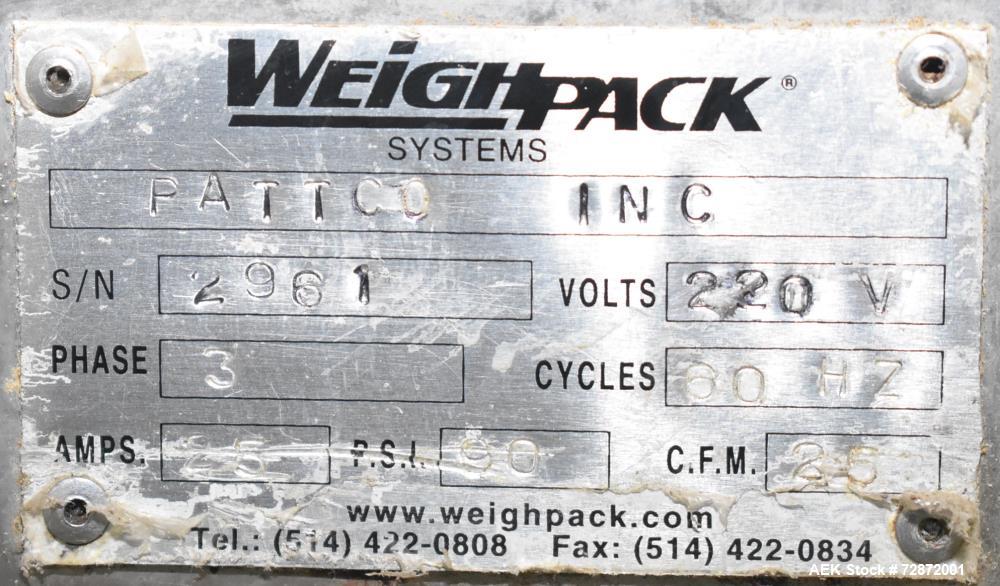 WEIGHPACK®
SYSTEMS
PATTCO INC
S/N 2961 VOLTS 220 V
PHASE 3 CYCLES 60 HZ
AMPS. 25 P.S.I. 90 C.F.M. 25
www.weighpack.com
Tel.: (514) 422-0808 Fax: (514) 422-0834
AEK Stock # 72872001